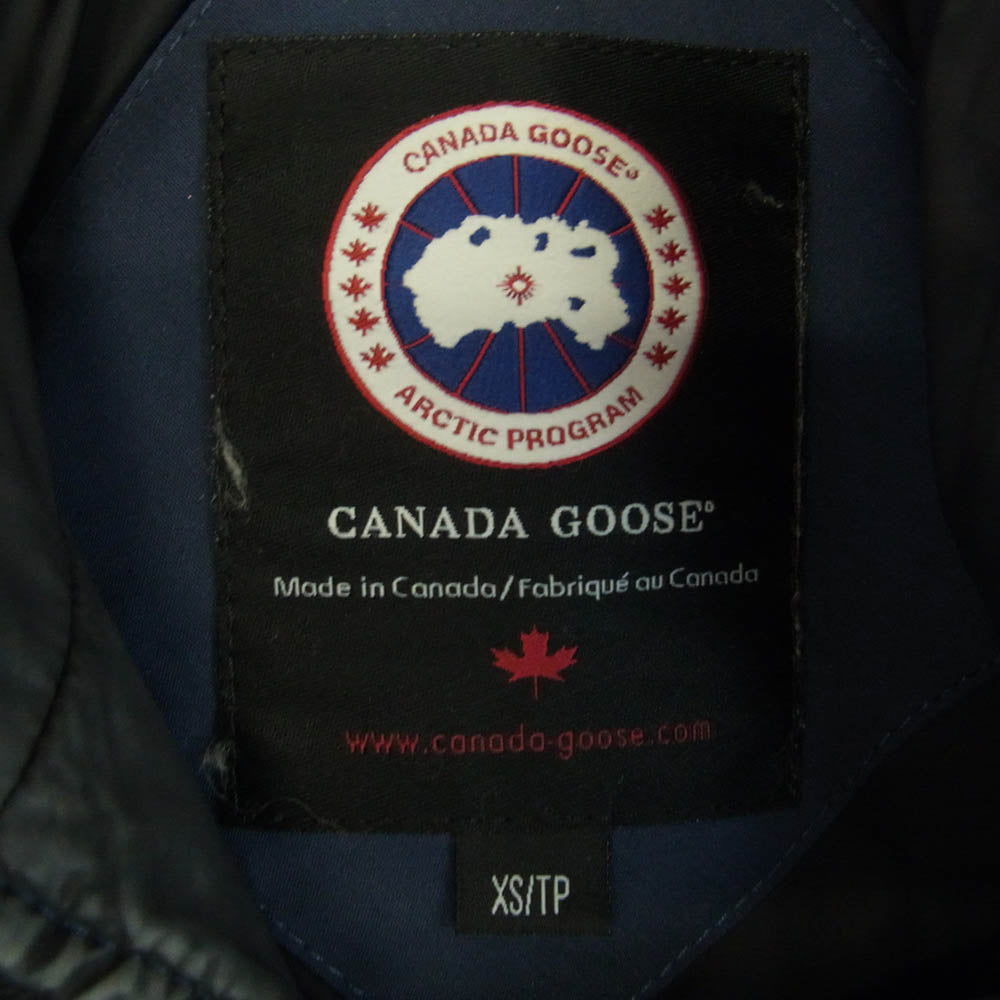 CANADA GOOSE®
ARCTIC PROGRAM
CANADA GOOSE®
Made in Canada/Fabriqué au Canada
www.canada-goose.com
XS/TP